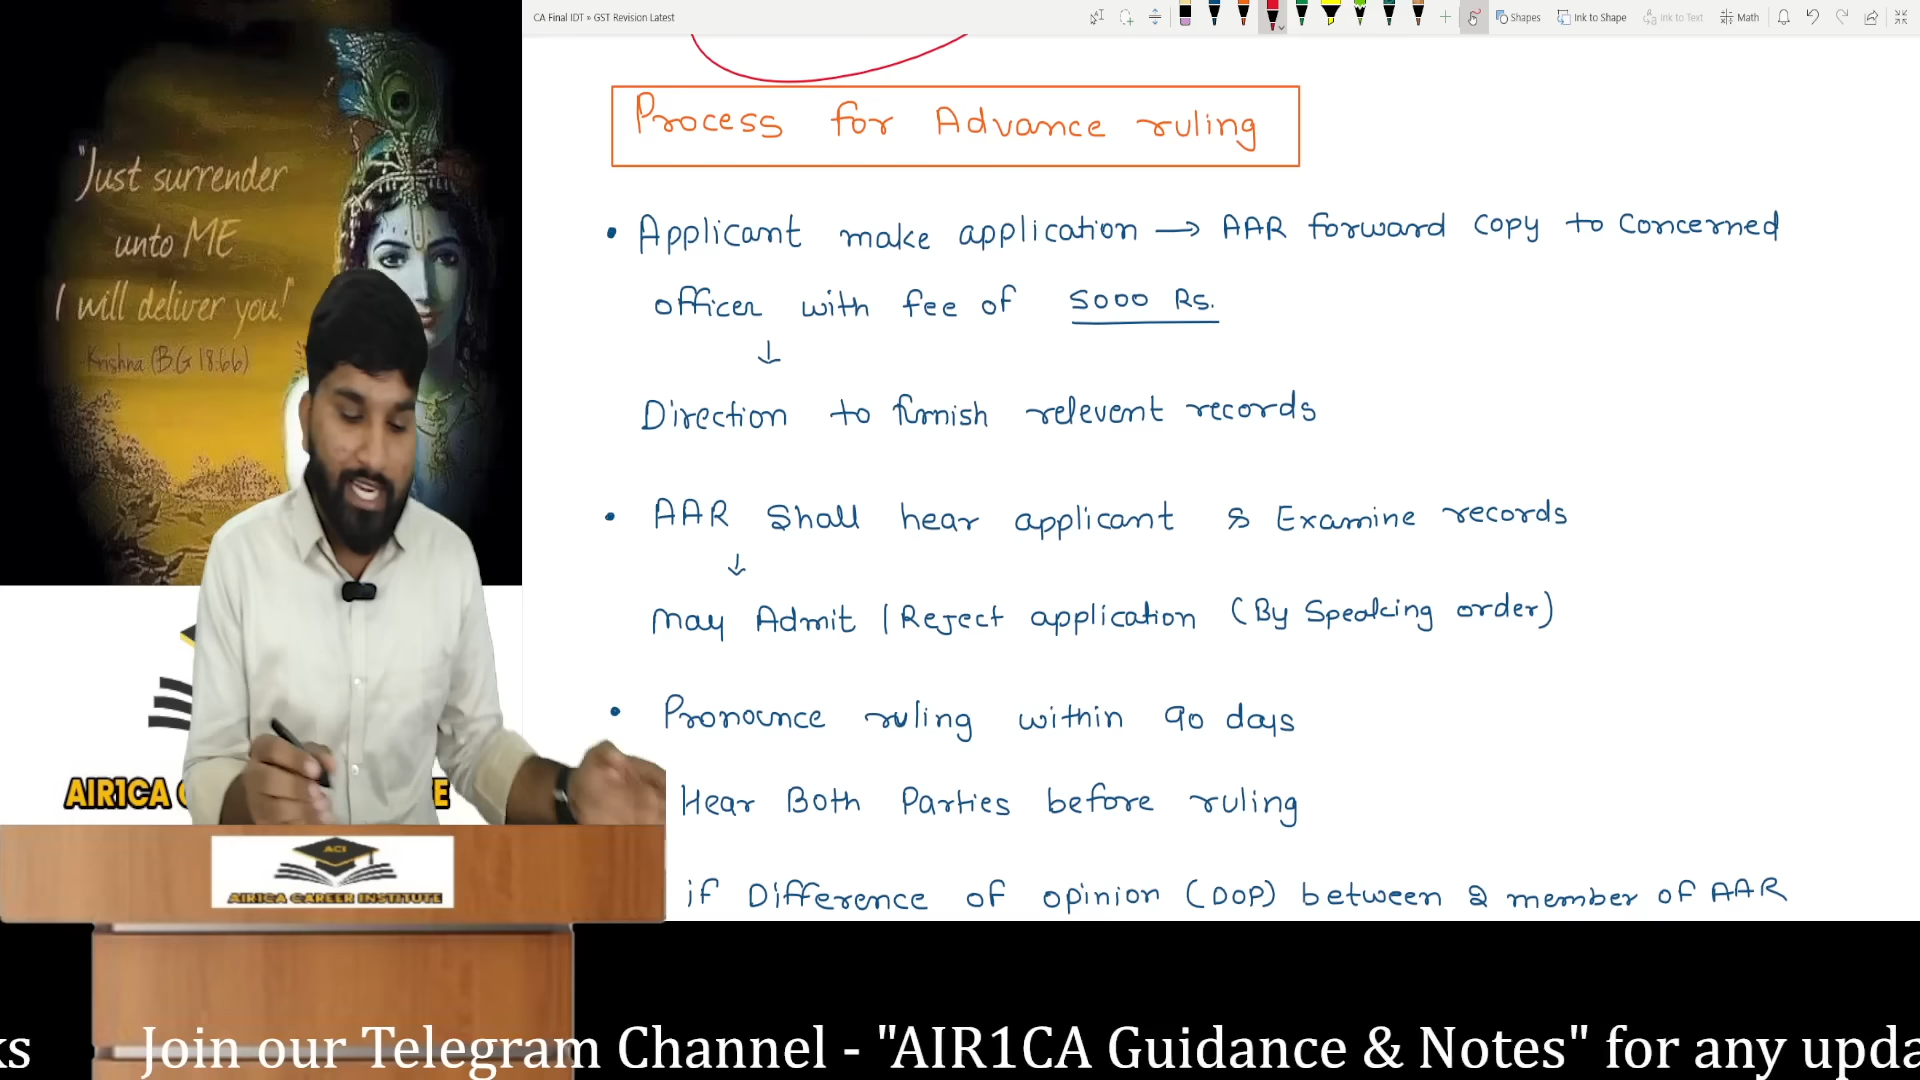 CA Final IDT » GST Revision Latest
Shapes
Ink to Shape
Ink to Text
Math
"Just surrender
unto ME
I will deliver you!"
-Krishna (B.G 18:66)
Process for Advance ruling
• Applicant make application → AAR forward copy to concerned
officer with fee of 5000 Rs.
↓
Direction to furnish relevent records
• AAR Shall hear applicant & Examine records
↓
may Admit / Reject application (By Speaking order)
• Pronounce ruling within 90 days
Hear Both Parties before ruling
if Difference of opinion (DOP) between 2 member of AAR
AIR1CA
E
ACI
AIR1CA CAREER INSTITUTE
ks Join our Telegram Channel - "AIR1CA Guidance & Notes" for any upda